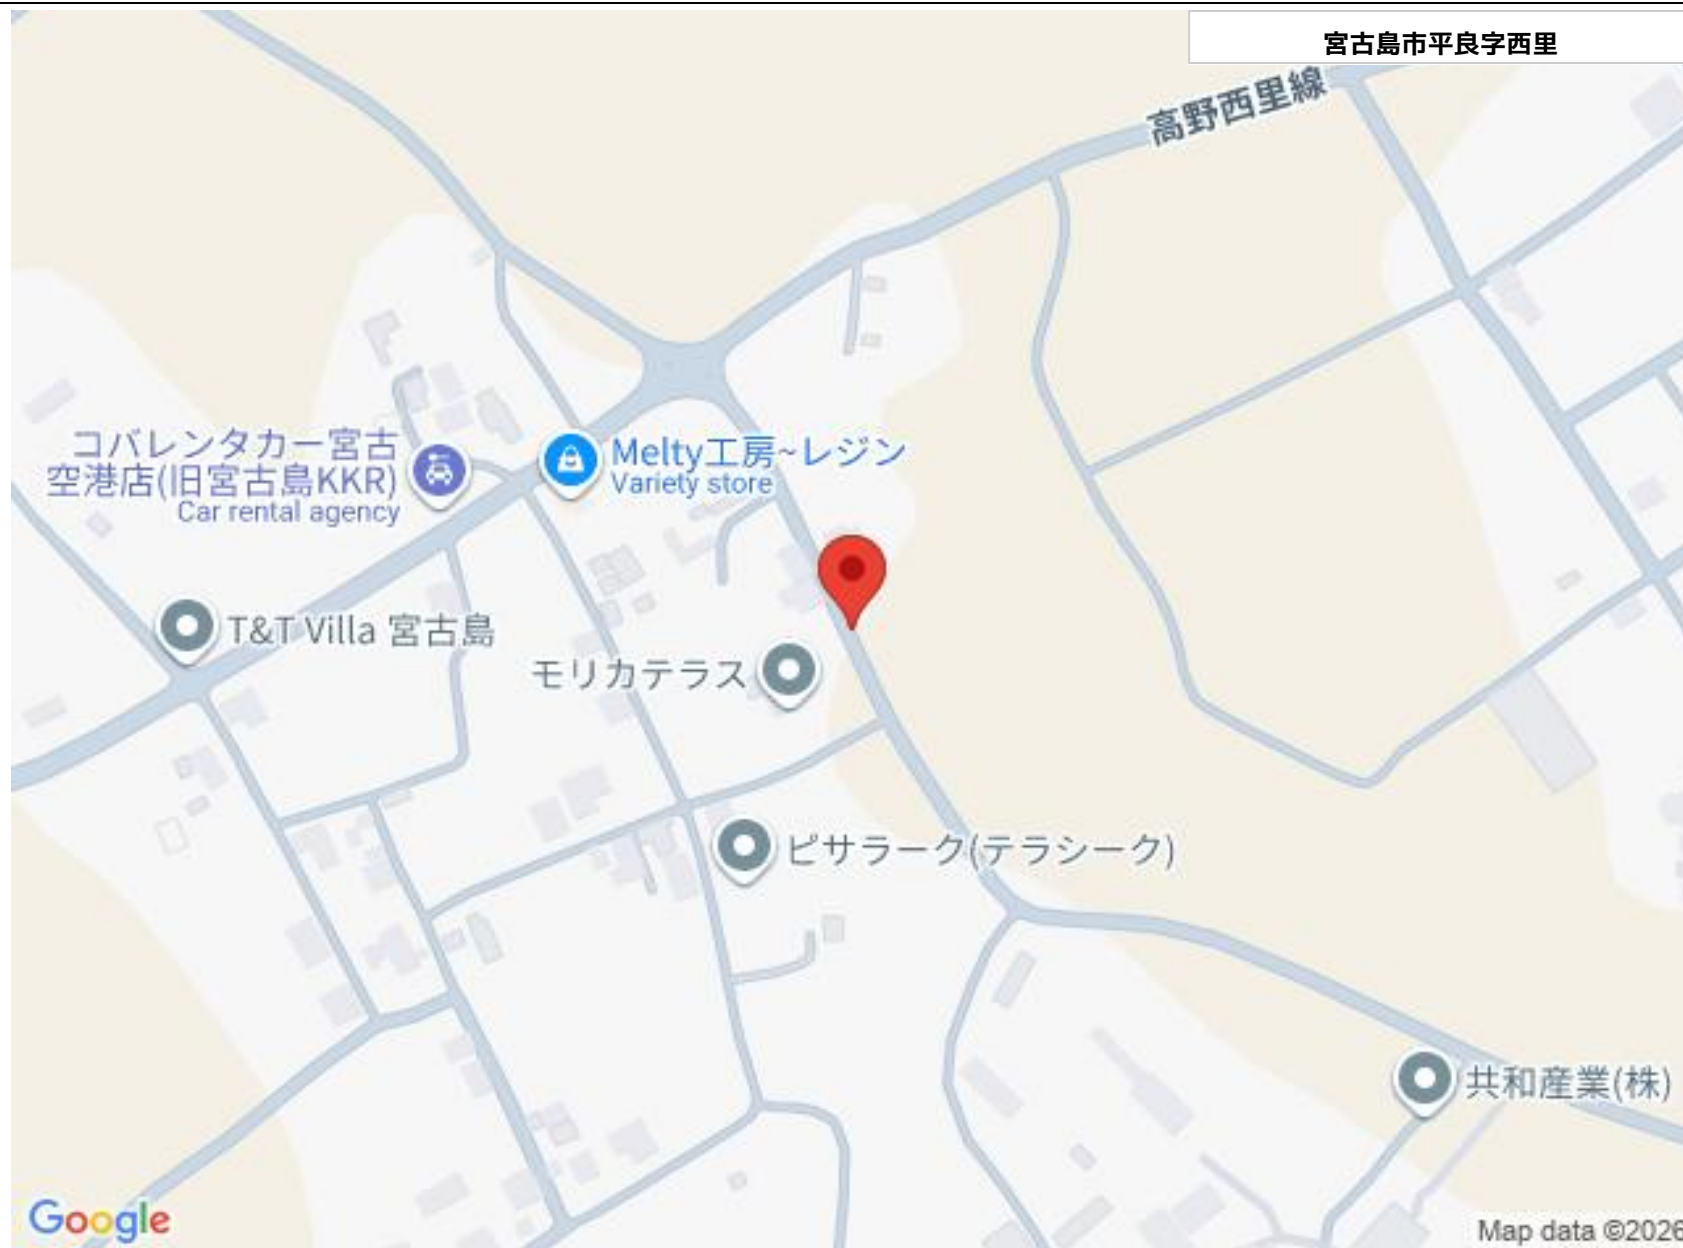 宮古島市平良字西里
高野西里線
コバレンタカー宮古
空港店(旧宮古島KKR)
Car rental agency
Melty工房~レジン
Variety store
T&T Villa 宮古島
モリカテラス
ピサラーク(テラシーク)
共和産業(株)
Google
Map data ©2026